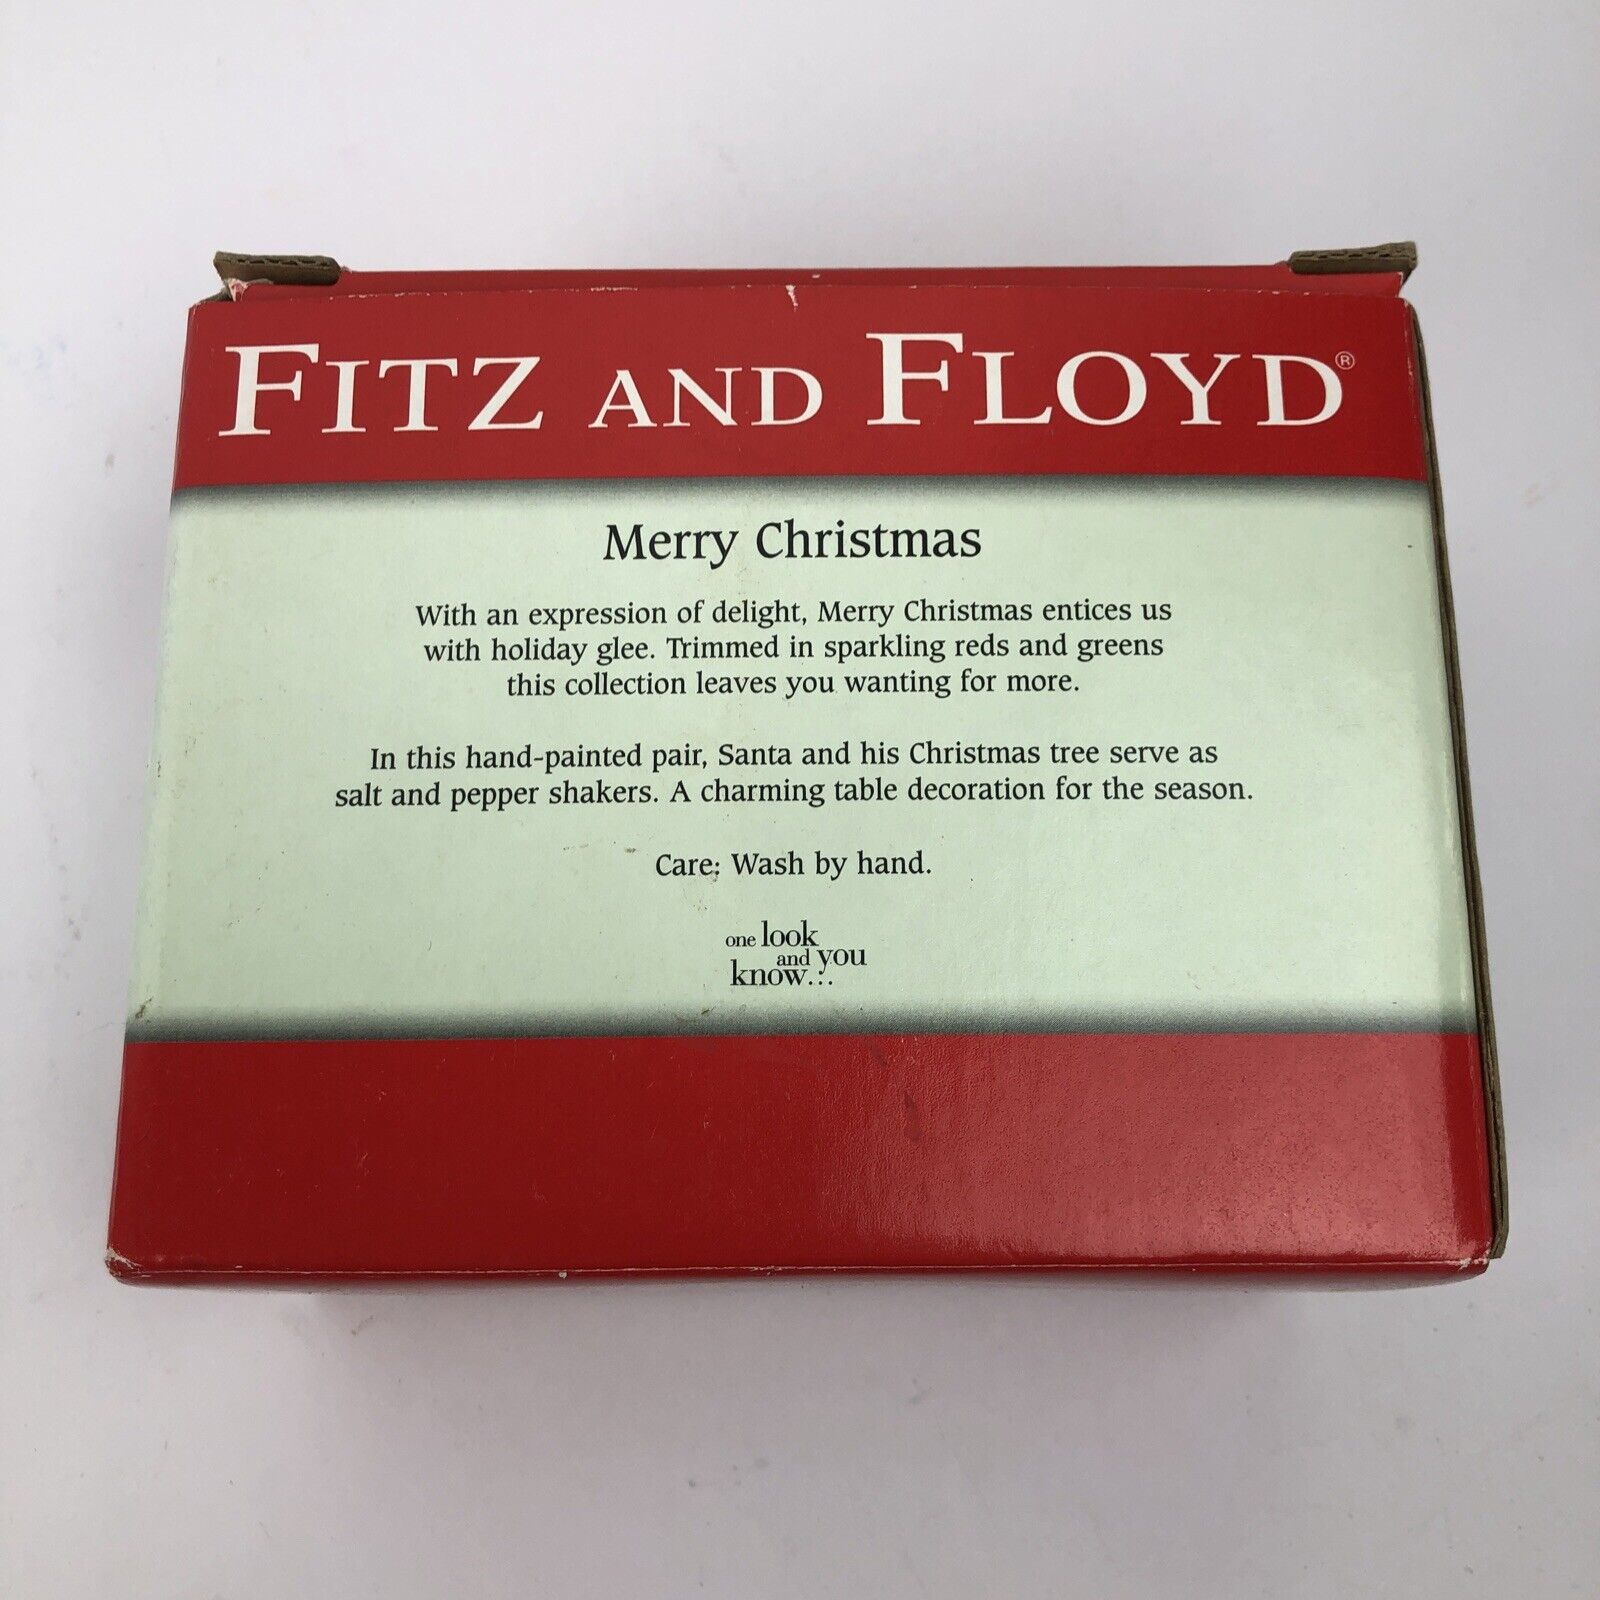 FITZ AND FLOYD®
Merry Christmas
With an expression of delight, Merry Christmas entices us
with holiday glee. Trimmed in sparkling reds and greens
this collection leaves you wanting for more.
In this hand-painted pair, Santa and his Christmas tree serve as
salt and pepper shakers. A charming table decoration for the season.
Care: Wash by hand.
one look
and you
know...